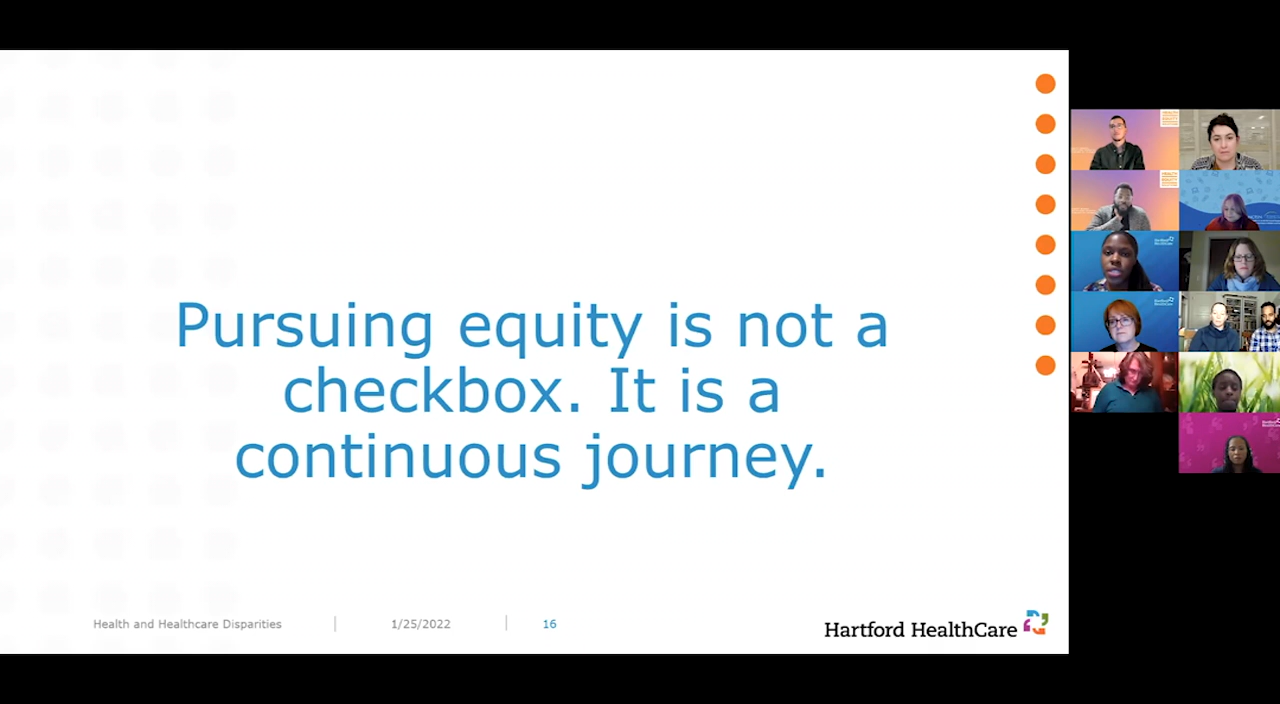 Pursuing equity is not a
checkbox. It is a
continuous journey.
Health and Healthcare Disparities
1/25/2022
16
Hartford HealthCare